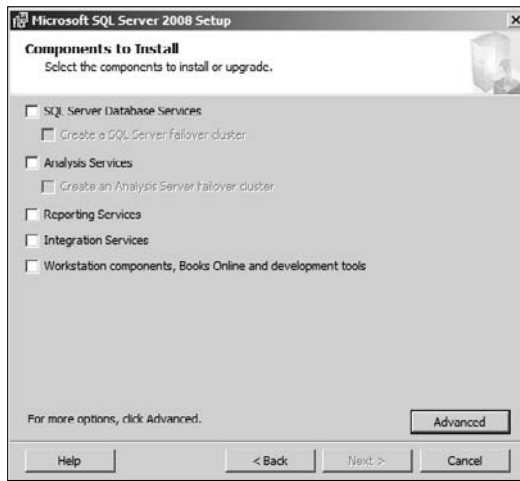 Microsoft SQL Server 2008 Setup
Components to Install
Select the components to install or upgrade.
SQL Server Database Services
Create a SQL Server failover cluster
Analysis Services
Create an Analysis Server failover cluster
Reporting Services
Integration Services
Workstation components, Books Online and development tools
For more options, click Advanced.
Advanced
Help
< Back
Next >
Cancel